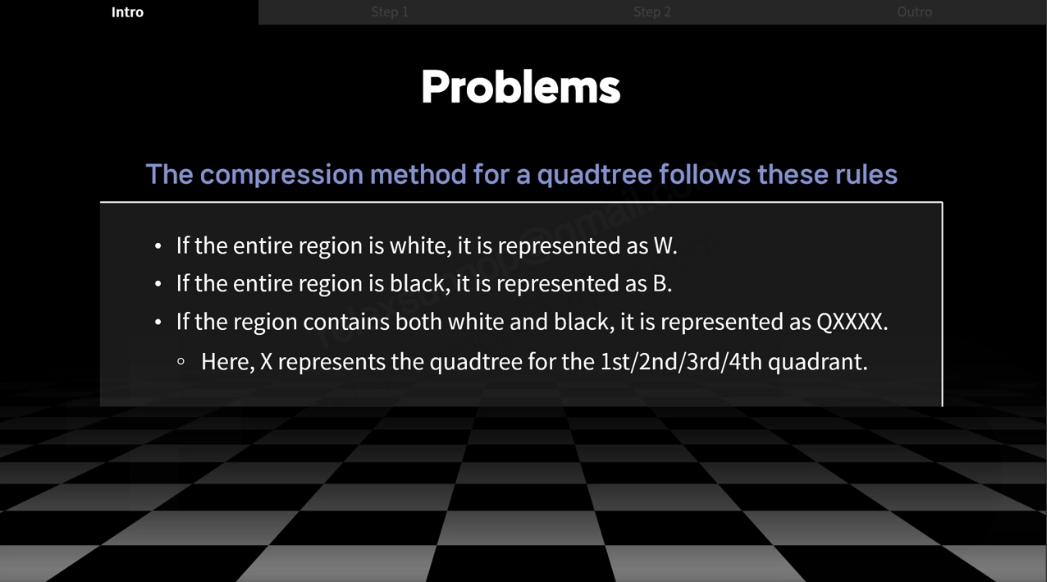 Intro
Step 1
Step 2
Outro
Problems
The compression method for a quadtree follows these rules
• If the entire region is white, it is represented as W.
• If the entire region is black, it is represented as B.
• If the region contains both white and black, it is represented as QXXXX.
◦ Here, X represents the quadtree for the 1st/2nd/3rd/4th quadrant.